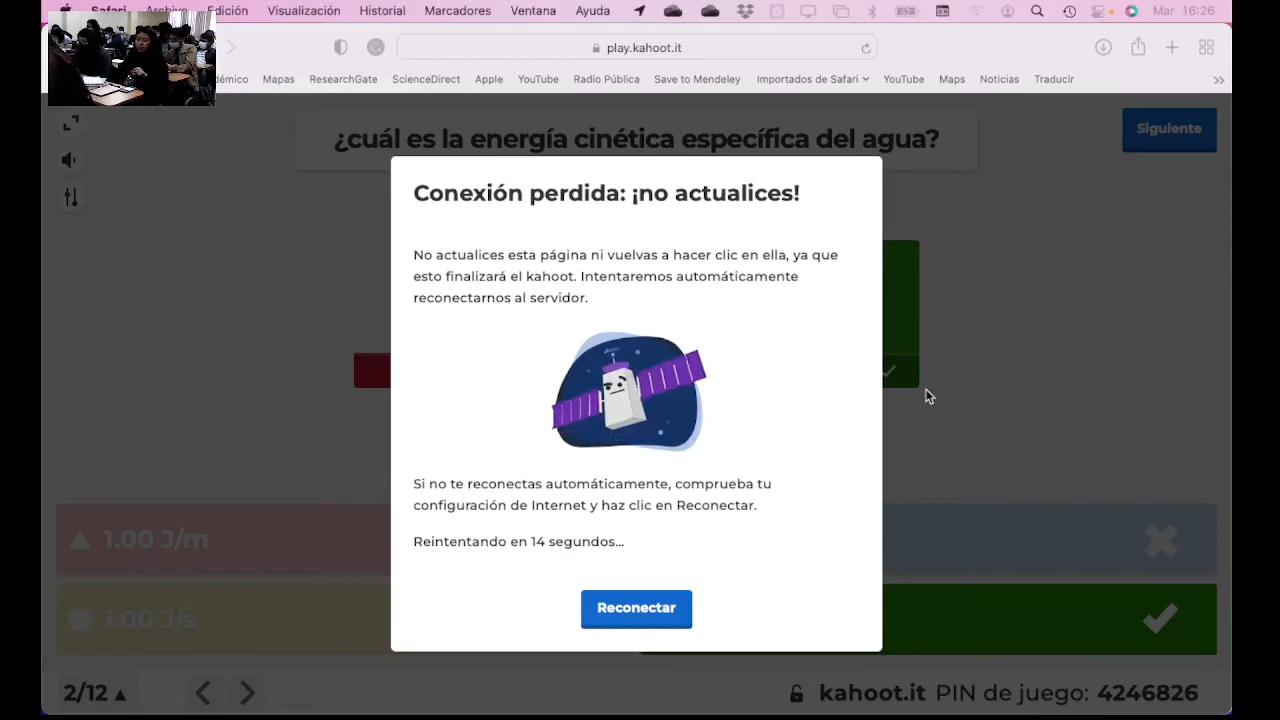 Safari Archivo Edición Visualización Historial Marcadores Ventana Ayuda Mar 16:26
play.kahoot.it
démico Mapas ResearchGate ScienceDirect Apple YouTube Radio Pública Save to Mendeley Importados de Safari YouTube Maps Noticias Traducir
¿cuál es la energía cinética específica del agua?
Siguiente
Conexión perdida: ¡no actualices!
No actualices esta página ni vuelvas a hacer clic en ella, ya que
esto finalizará el kahoot. Intentaremos automáticamente
reconectarnos al servidor.
Si no te reconectas automáticamente, comprueba tu
configuración de Internet y haz clic en Reconectar.
Reintentando en 14 segundos...
Reconectar
1.00 J/m
1.00 J/s
2/12
kahoot.it PIN de juego: 4246826